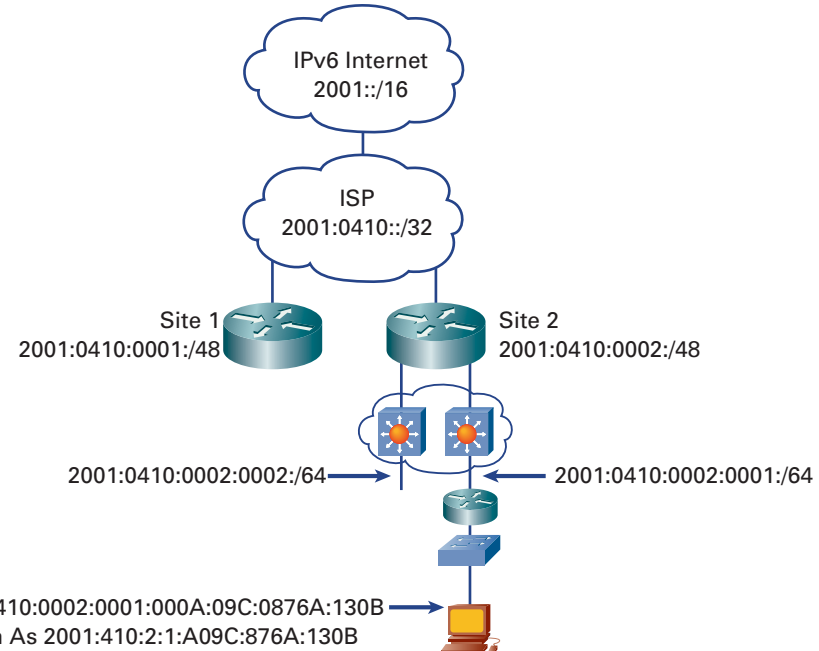 IPv6 Internet
2001::/16
ISP
2001:0410::/32
Site 1
2001:0410:0001:/48
Site 2
2001:0410:0002:/48
2001:0410:0002:0002:/64
2001:0410:0002:0001:/64
410:0002:0001:000A:09C:0876A:130B
As 2001:410:2:1:A09C:876A:130B